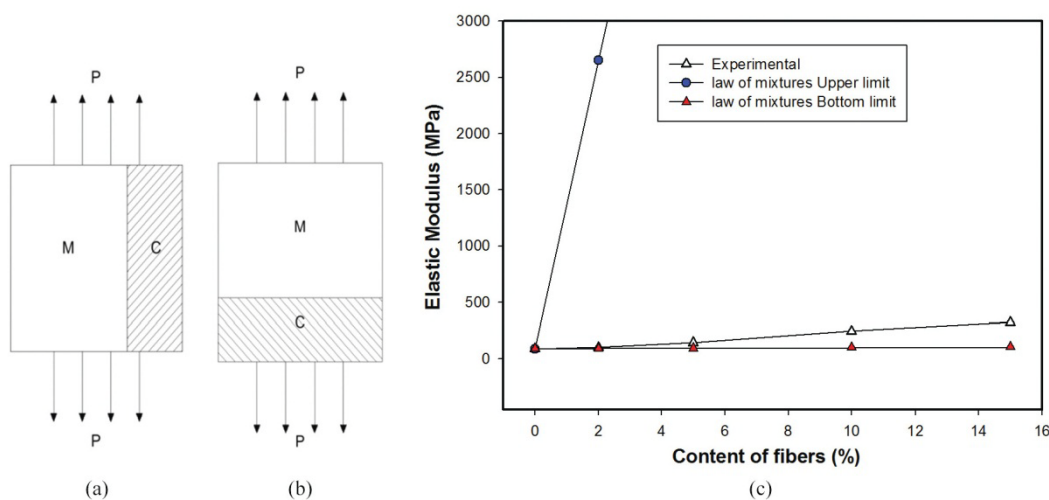 P
M
C
P
(a)
P
M
C
P
(b)
3000
2500
2000
1500
1000
500
0
Elastic Modulus (MPa)
Experimental
law of mixtures Upper limit
law of mixtures Bottom limit
0 2 4 6 8 10 12 14 16
Content of fibers (%)
(c)